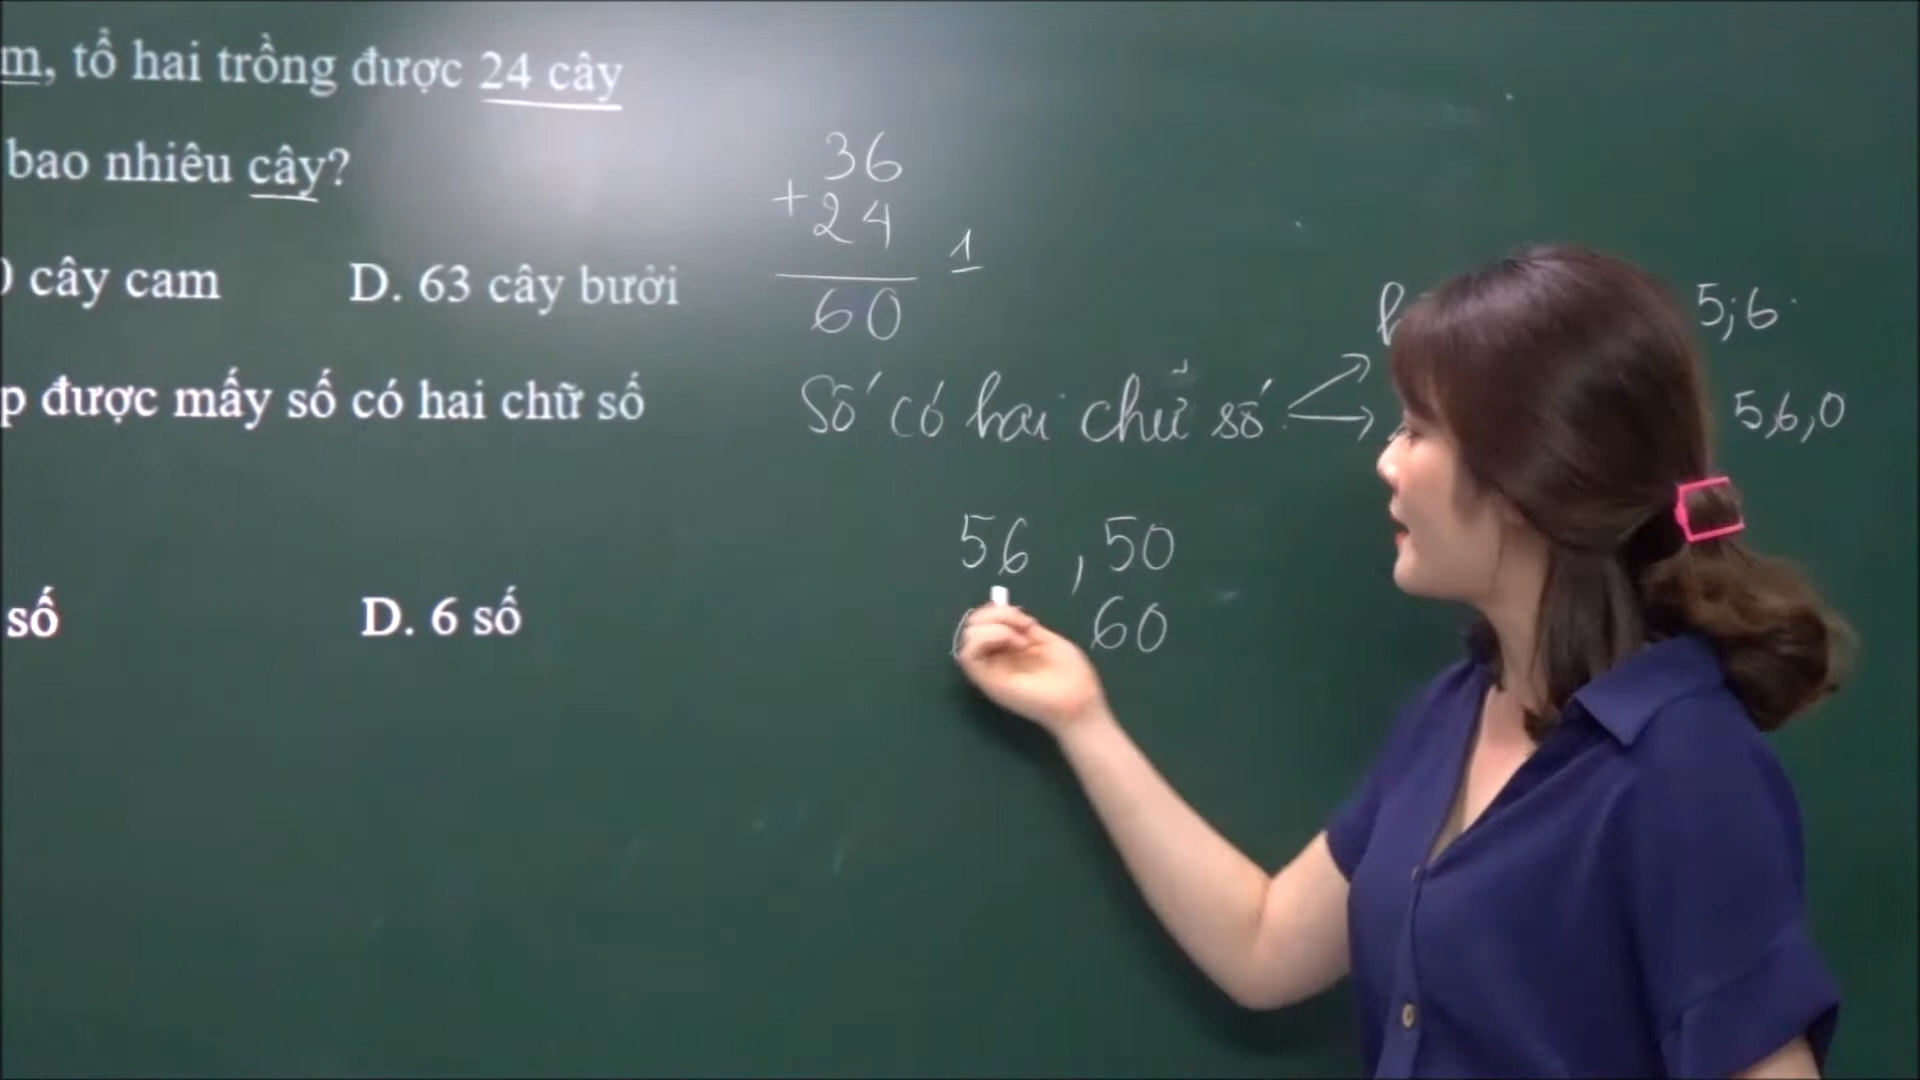 m, tổ hai trồng được 24 cây
bao nhiêu cây?
cây cam D. 63 cây bưởi
p được mấy số có hai chữ số
số D. 6 số
36
+ 24 1
60
5;6
Số có hai chữ số
5,6,0
56 , 50
60